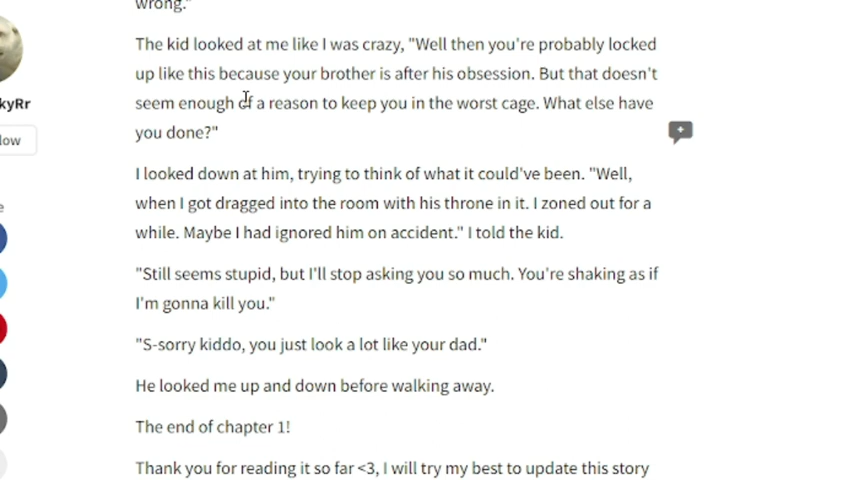 wrong."
The kid looked at me like I was crazy, "Well then you're probably locked
up like this because your brother is after his obsession. But that doesn't
seem enough of a reason to keep you in the worst cage. What else have
kyRr
you done?"
low
I looked down at him, trying to think of what it could've been. "Well,
when I got dragged into the room with his throne in it. I zoned out for a
e
while. Maybe I had ignored him on accident." I told the kid.
"Still seems stupid, but I'll stop asking you so much. You're shaking as if
I'm gonna kill you."
"S-sorry kiddo, you just look a lot like your dad."
He looked me up and down before walking away.
The end of chapter 1!
Thank you for reading it so far <3, I will try my best to update this story